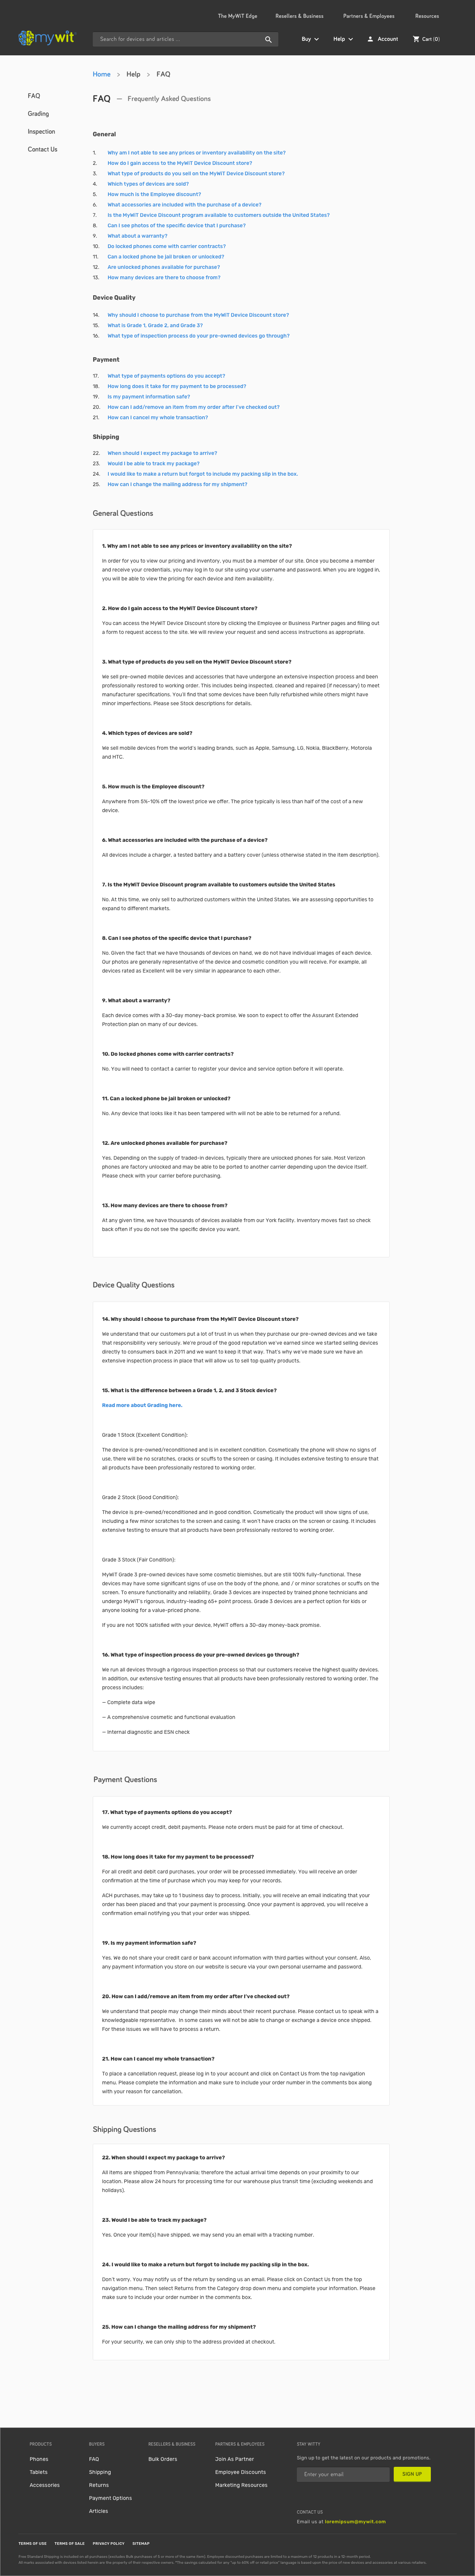 The MyWiT Edge
Resellers & Business
Partners & Employees
Resources
mywit
Search for devices and articles ...
Buy
Help
Account
Cart (0)
Home > Help > FAQ
FAQ
Grading
Inspection
Contact Us
FAQ — Frequently Asked Questions
General
1. Why am I not able to see any prices or inventory availability on the site?
2. How do I gain access to the MyWiT Device Discount store?
3. What type of products do you sell on the MyWiT Device Discount store?
4. Which types of devices are sold?
5. How much is the Employee discount?
6. What accessories are included with the purchase of a device?
7. Is the MyWiT Device Discount program available to customers outside the United States?
8. Can I see photos of the specific device that I purchase?
9. What about a warranty?
10. Do locked phones come with carrier contracts?
11. Can a locked phone be jail broken or unlocked?
12. Are unlocked phones available for purchase?
13. How many devices are there to choose from?
Device Quality
14. Why should I choose to purchase from the MyWiT Device Discount store?
15. What is Grade 1, Grade 2, and Grade 3?
16. What type of inspection process do your pre-owned devices go through?
Payment
17. What type of payments options do you accept?
18. How long does it take for my payment to be processed?
19. Is my payment information safe?
20. How can I add/remove an item from my order after I've checked out?
21. How can I cancel my whole transaction?
Shipping
22. When should I expect my package to arrive?
23. Would I be able to track my package?
24. I would like to make a return but forgot to include my packing slip in the box.
25. How can I change the mailing address for my shipment?
General Questions
1. Why am I not able to see any prices or inventory availability on the site?
In order for you to view our pricing and inventory, you must be a member of our site. Once you become a member
and receive your credentials, you may log in to our site using your username and password. When you are logged in,
you will be able to view the pricing for each device and item availability.
2. How do I gain access to the MyWiT Device Discount store?
You can access the MyWiT Device Discount store by clicking the Employee or Business Partner pages and filling out
a form to request access to the site. We will review your request and send access instructions as appropriate.
3. What type of products do you sell on the MyWiT Device Discount store?
We sell pre-owned mobile devices and accessories that have undergone an extensive inspection process and been
professionally restored to working order. This includes being inspected, cleaned and repaired (if necessary) to meet
manufacturer specifications. You'll find that some devices have been fully refurbished while others might have
minor imperfections. Please see Stock descriptions for details.
4. Which types of devices are sold?
We sell mobile devices from the world's leading brands, such as Apple, Samsung, LG, Nokia, BlackBerry, Motorola
and HTC.
5. How much is the Employee discount?
Anywhere from 5%-10% off the lowest price we offer. The price typically is less than half of the cost of a new
device.
6. What accessories are included with the purchase of a device?
All devices include a charger, a tested battery and a battery cover (unless otherwise stated in the item description).
7. Is the MyWiT Device Discount program available to customers outside the United States
No. At this time, we only sell to authorized customers within the United States. We are assessing opportunities to
expand to different markets.
8. Can I see photos of the specific device that I purchase?
No. Given the fact that we have thousands of devices on hand, we do not have individual images of each device.
Our photos are generally representative of the device and cosmetic condition you will receive. For example, all
devices rated as Excellent will be very similar in appearance to each other.
9. What about a warranty?
Each device comes with a 30-day money-back promise. We soon to expect to offer the Assurant Extended
Protection plan on many of our devices.
10. Do locked phones come with carrier contracts?
No. You will need to contact a carrier to register your device and service option before it will operate.
11. Can a locked phone be jail broken or unlocked?
No. Any device that looks like it has been tampered with will not be able to be returned for a refund.
12. Are unlocked phones available for purchase?
Yes. Depending on the supply of traded-in devices, typically there are unlocked phones for sale. Most Verizon
phones are factory unlocked and may be able to be ported to another carrier depending upon the device itself.
Please check with your carrier before purchasing.
13. How many devices are there to choose from?
At any given time, we have thousands of devices available from our York facility. Inventory moves fast so check
back often if you do not see the specific device you want.
Device Quality Questions
14. Why should I choose to purchase from the MyWiT Device Discount store?
We understand that our customers put a lot of trust in us when they purchase our pre-owned devices and we take
that responsibility very seriously. We're proud of the good reputation we've earned since we started selling devices
directly to consumers back in 2011 and we want to keep it that way. That's why we've made sure we have an
extensive inspection process in place that will allow us to sell top quality products.
15. What is the difference between a Grade 1, 2, and 3 Stock device?
Read more about Grading here.
Grade 1 Stock (Excellent Condition):
The device is pre-owned/reconditioned and is in excellent condition. Cosmetically the phone will show no signs of
use, there will be no scratches, cracks or scuffs to the screen or casing. It includes extensive testing to ensure that
all products have been professionally restored to working order.
Grade 2 Stock (Good Condition):
The device is pre-owned/reconditioned and in good condition. Cosmetically the product will show signs of use,
including a few minor scratches to the screen and casing. It won't have cracks on the screen or casing. It includes
extensive testing to ensure that all products have been professionally restored to working order.
Grade 3 Stock (Fair Condition):
MyWiT Grade 3 pre-owned devices have some cosmetic blemishes, but are still 100% fully-functional. These
devices may have some significant signs of use on the body of the phone, and / or minor scratches or scuffs on the
screen. To ensure functionality and reliability, Grade 3 devices are inspected by trained phone technicians and
undergo MyWiT's rigorous, industry-leading 65+ point process. Grade 3 devices are a perfect option for kids or
anyone looking for a value-priced phone.
If you are not 100% satisfied with your device, MyWiT offers a 30-day money-back promise.
16. What type of inspection process do your pre-owned devices go through?
We run all devices through a rigorous inspection process so that our customers receive the highest quality devices.
In addition, our extensive testing ensures that all products have been professionally restored to working order. The
process includes:
— Complete data wipe
— A comprehensive cosmetic and functional evaluation
— Internal diagnostic and ESN check
Payment Questions
17. What type of payments options do you accept?
We currently accept credit, debit payments. Please note orders must be paid for at time of checkout.
18. How long does it take for my payment to be processed?
For all credit and debit card purchases, your order will be processed immediately. You will receive an order
confirmation at the time of purchase which you may keep for your records.
ACH purchases, may take up to 1 business day to process. Initially, you will receive an email indicating that your
order has been placed and that your payment is processing. Once your payment is approved, you will receive a
confirmation email notifying you that your order was shipped.
19. Is my payment information safe?
Yes. We do not share your credit card or bank account information with third parties without your consent. Also,
any payment information you store on our website is secure via your own personal username and password.
20. How can I add/remove an item from my order after I've checked out?
We understand that people may change their minds about their recent purchase. Please contact us to speak with a
knowledgeable representative. In some cases we will not be able to change or exchange a device once shipped.
For these issues we will have to process a return.
21. How can I cancel my whole transaction?
To place a cancellation request, please log in to your account and click on Contact Us from the top navigation
menu. Please complete the information and make sure to include your order number in the comments box along
with your reason for cancellation.
Shipping Questions
22. When should I expect my package to arrive?
All items are shipped from Pennsylvania; therefore the actual arrival time depends on your proximity to our
location. Please allow 24 hours for processing time for our warehouse plus transit time (excluding weekends and
holidays).
23. Would I be able to track my package?
Yes. Once your item(s) have shipped, we may send you an email with a tracking number.
24. I would like to make a return but forgot to include my packing slip in the box.
Don't worry. You may notify us of the return by sending us an email. Please click on Contact Us from the top
navigation menu. Then select Returns from the Category drop down menu and complete your information. Please
make sure to include your order number in the comments box.
25. How can I change the mailing address for my shipment?
For your security, we can only ship to the address provided at checkout.
PRODUCTS
Phones
Tablets
Accessories
BUYERS
FAQ
Shipping
Returns
Payment Options
Articles
RESELLERS & BUSINESS
Bulk Orders
PARTNERS & EMPLOYEES
Join As Partner
Employee Discounts
Marketing Resources
STAY WITTY
Sign up to get the latest on our products and promotions.
Enter your email
SIGN UP
CONTACT US
Email us at loremipsum@mywit.com
TERMS OF USE
TERMS OF SALE
PRIVACY POLICY
SITEMAP